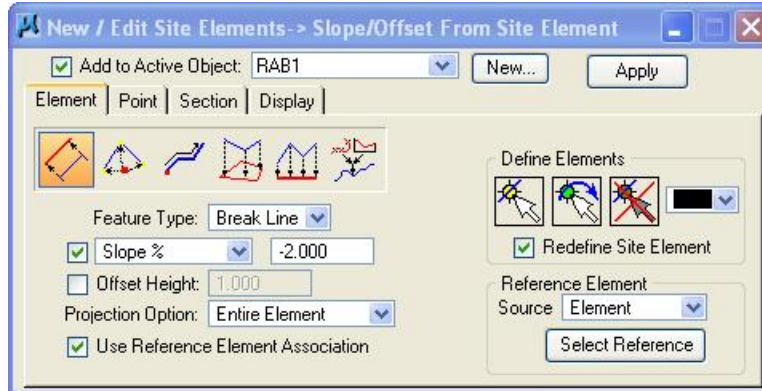 New / Edit Site Elements-> Slope/Offset From Site Element
Add to Active Object: RAB1 New... Apply
Element Point Section Display
Define Elements
Feature Type: Break Line
Slope % -2.000
Redefine Site Element
Offset Height: 1.000
Reference Element
Projection Option: Entire Element
Source Element
Use Reference Element Association
Select Reference